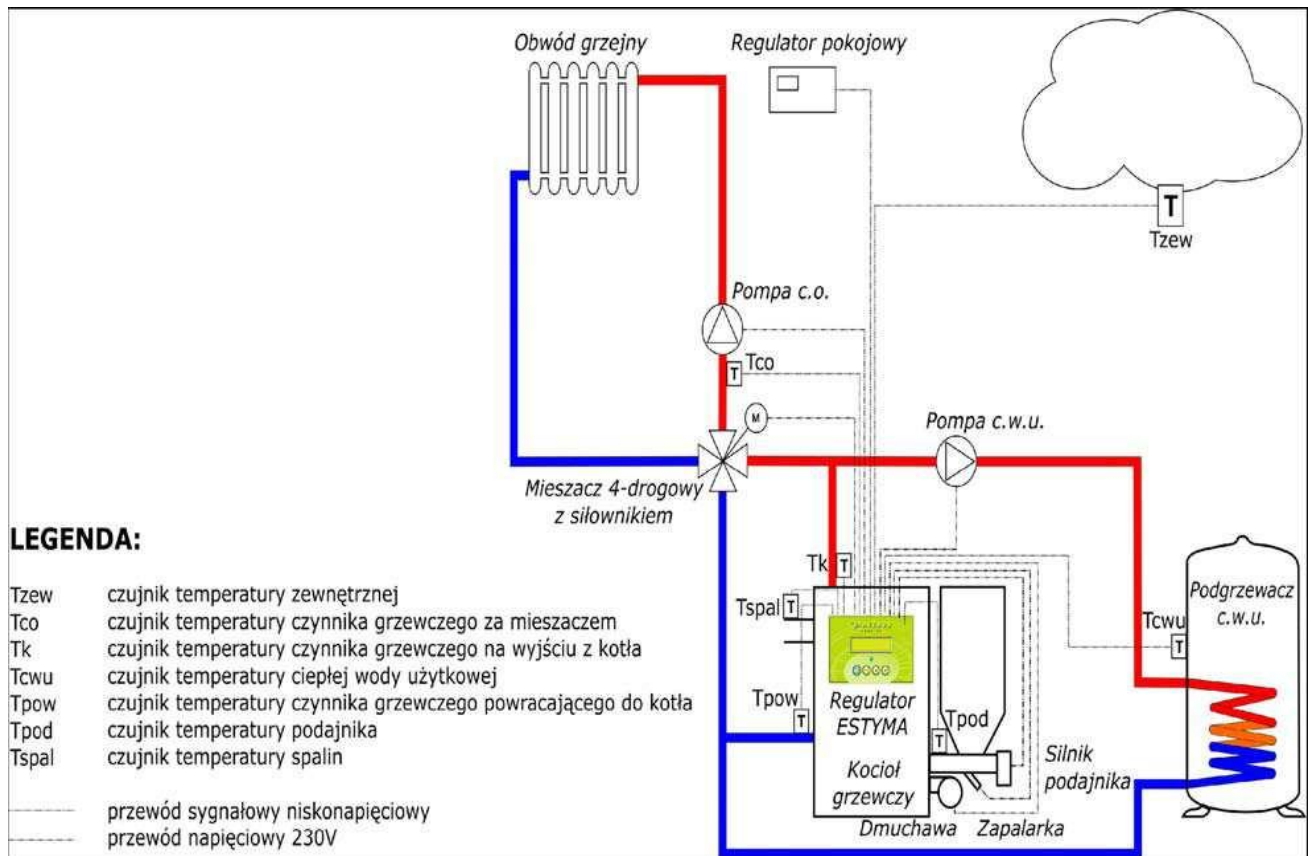 Obwód grzejny
Regulator pokojowy
T
Tzew
Pompa c.o.
T
Tco
M
Pompa c.w.u.
Mieszacz 4-drogowy
z siłownikiem
LEGENDA:
Tzew czujnik temperatury zewnętrznej
Tco czujnik temperatury czynnika grzewczego za mieszaczem
Tk czujnik temperatury czynnika grzewczego na wyjściu z kotła
Tcwu czujnik temperatury ciepłej wody użytkowej
Tpow czujnik temperatury czynnika grzewczego powracającego do kotła
Tpod czujnik temperatury podajnika
Tspal czujnik temperatury spalin
przewód sygnałowy niskonapięciowy
przewód napięciowy 230V
Tk
T
Tspal
T
Podgrzewacz
c.w.u.
Tcwu
T
Tpow
T
Regulator
ESTYMA
Tpod
T
Kocioł
grzewczy
Silnik
podajnika
Dmuchawa
Zapalarka